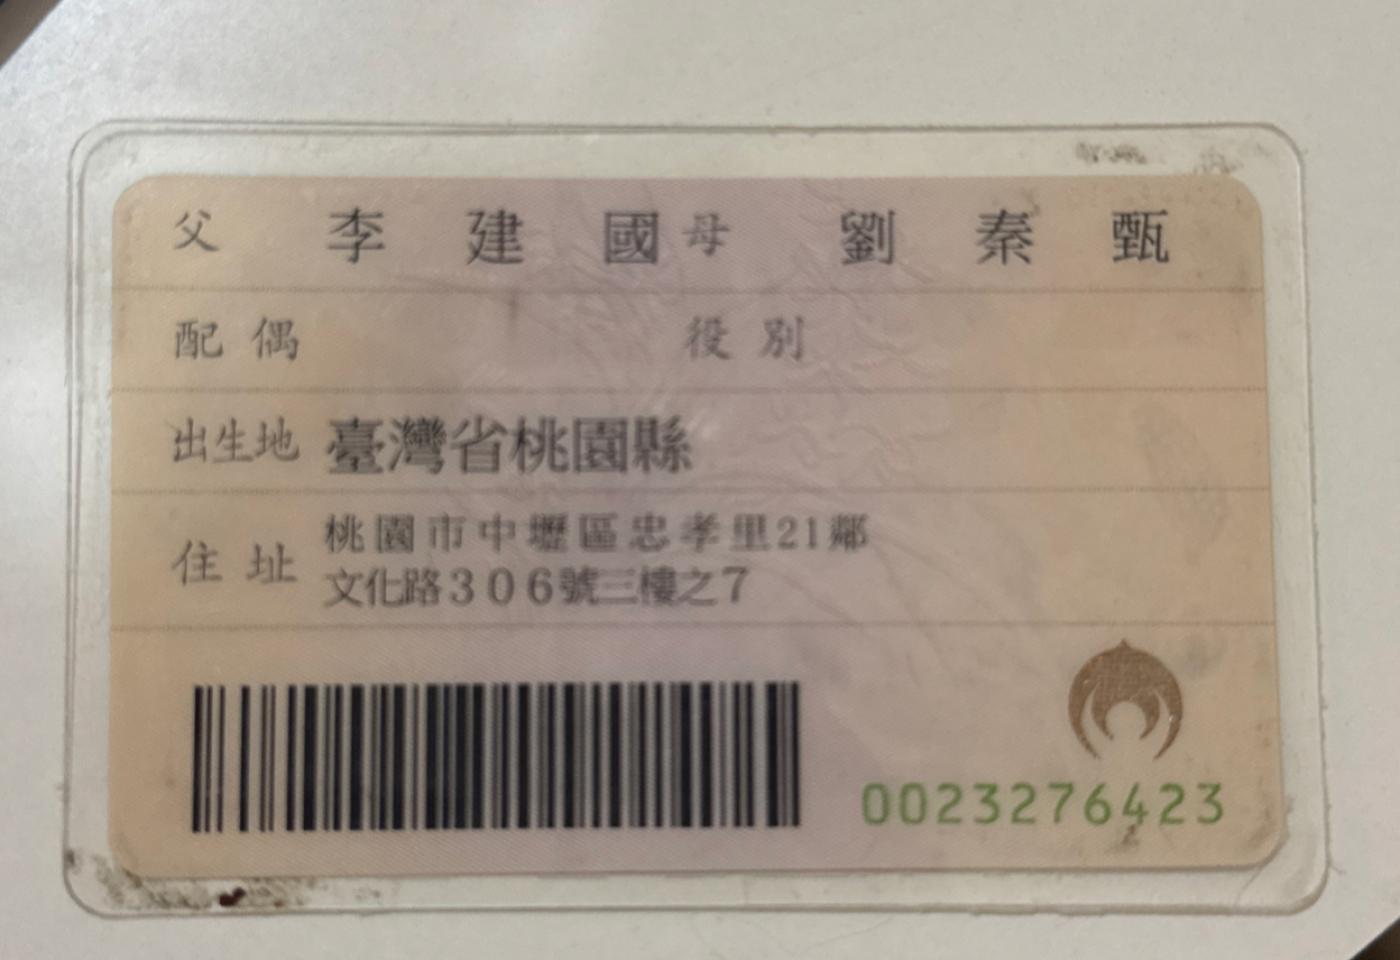 父 李建國 母 劉秦甄
配偶 役別
出生地 臺灣省桃園縣
住址 桃園市中壢區忠孝里21鄰
文化路306號三樓之7
0023276423